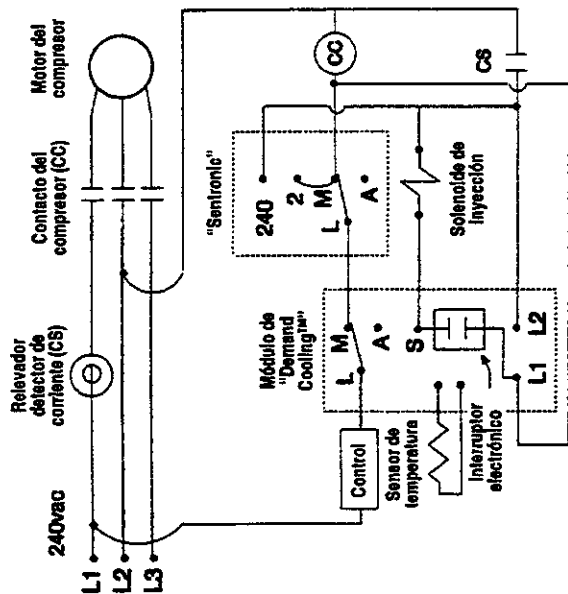 240vac
L1
L2
L3
Relevador
detector de
corriente (CS)
Contacto del
compresor (CC)
Motor del
compresor
Control
Módulo de
"Demand
Cooling™"
L
M
A
S
L1
L2
Sensor de
temperatura
Interruptor
electrónico
"Sentronic"
240
2
M
L
A
Solenoide de
Inyección
CC
CS